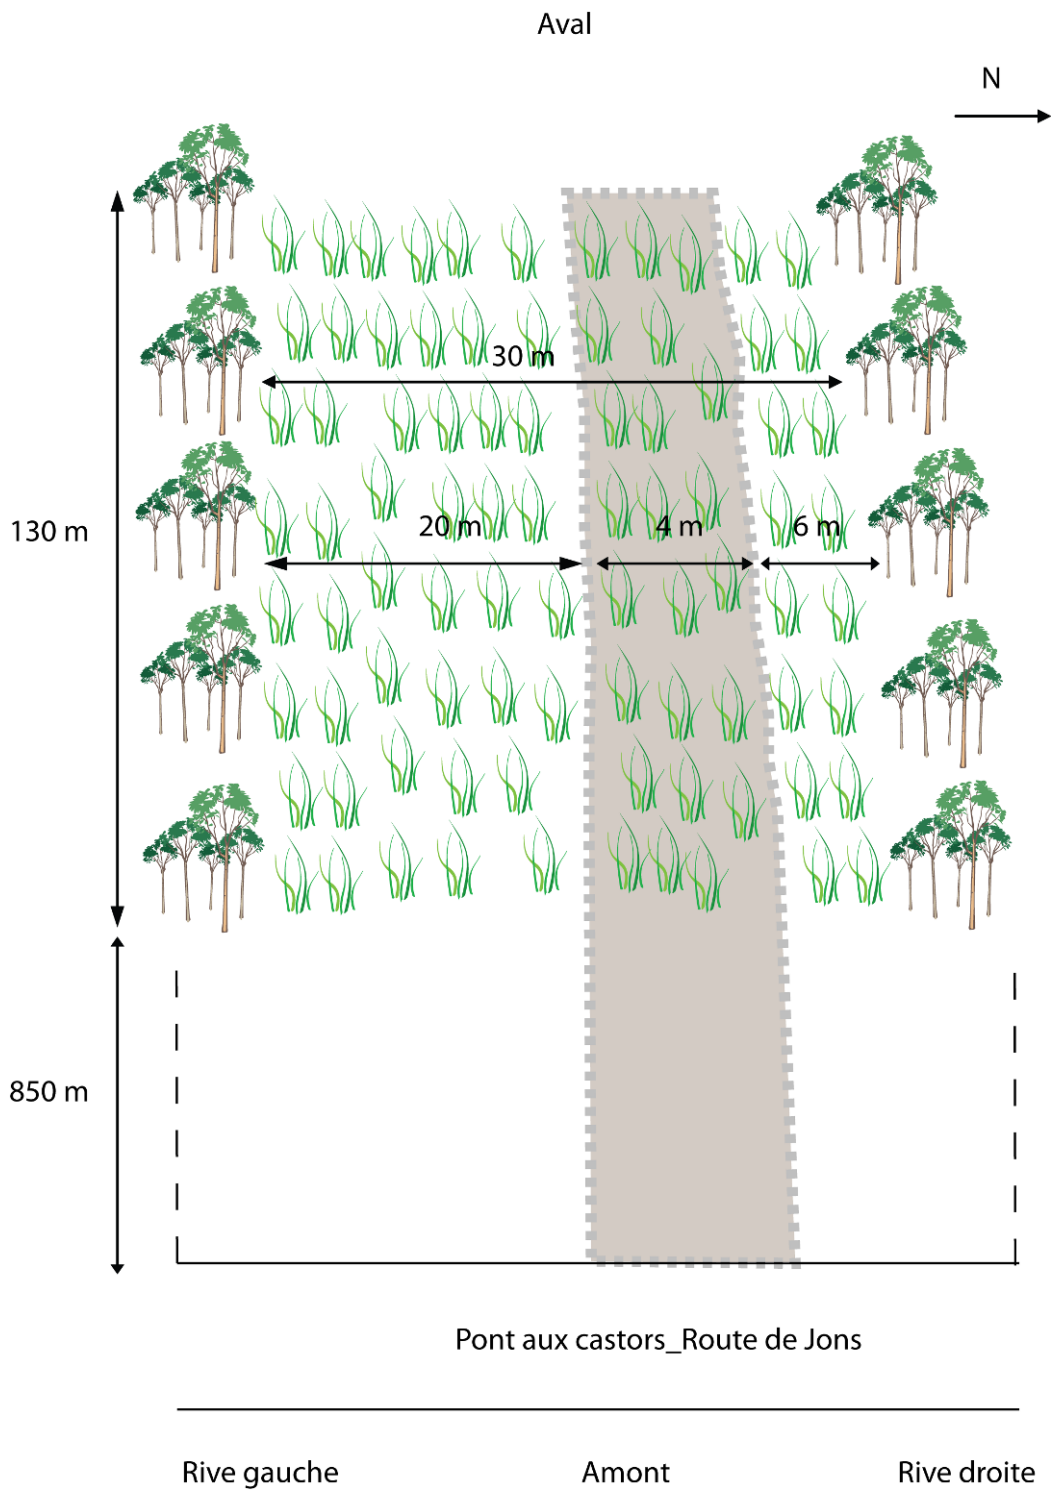 Aval
N
30 m
130 m
20 m
4 m
6 m
850 m
Pont aux castors_Route de Jons
Rive gauche
Amont
Rive droite